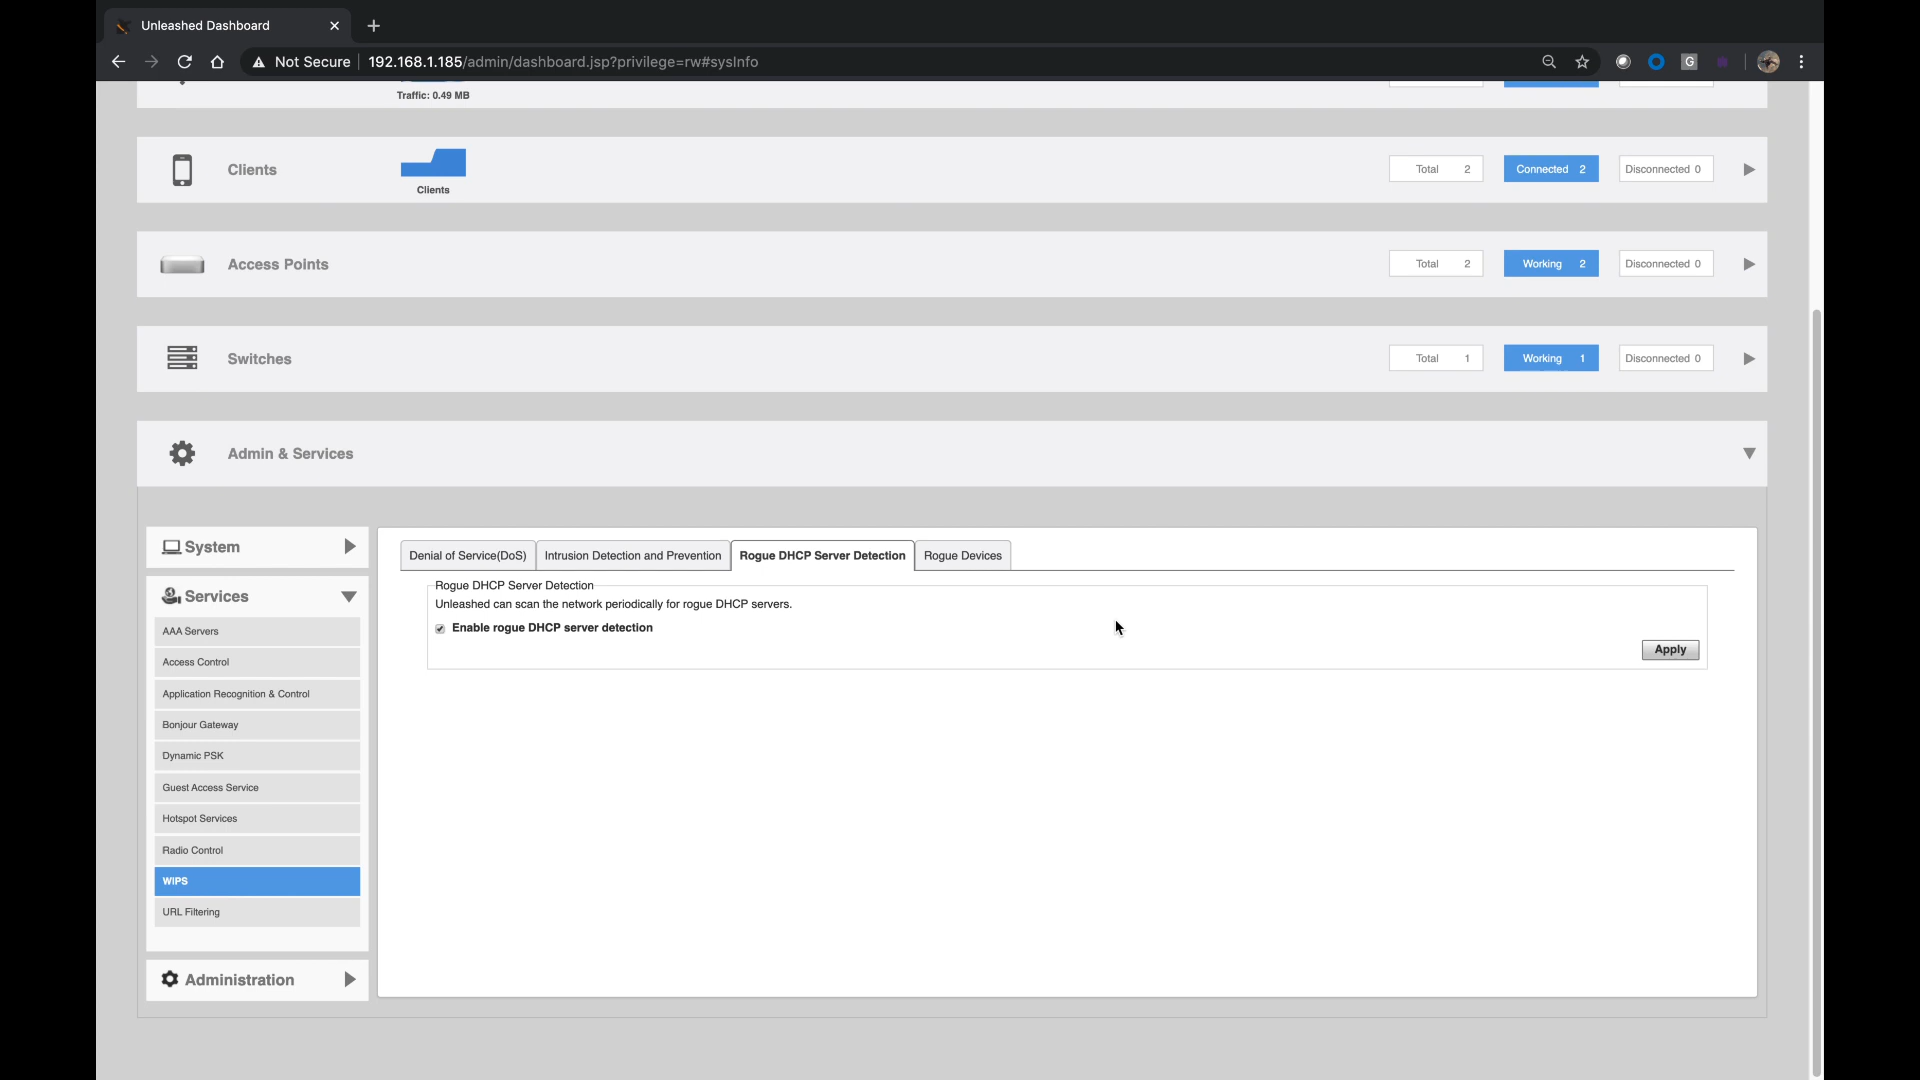 Unleashed Dashboard
Not Secure 192.168.1.185/admin/dashboard.jsp?privilege=rw#sysInfo
G
Traffic: 0.49 MB
Clients
Clients
Total 2 Connected 2 Disconnected 0
Access Points
Total 2 Working 2 Disconnected 0
Switches
Total 1 Working 1 Disconnected 0
Admin & Services
System
Services
AAA Servers
Access Control
Application Recognition & Control
Bonjour Gateway
Dynamic PSK
Guest Access Service
Hotspot Services
Radio Control
WIPS
URL Filtering
Administration
Denial of Service(DoS) Intrusion Detection and Prevention Rogue DHCP Server Detection Rogue Devices
Rogue DHCP Server Detection
Unleashed can scan the network periodically for rogue DHCP servers.
Enable rogue DHCP server detection
Apply